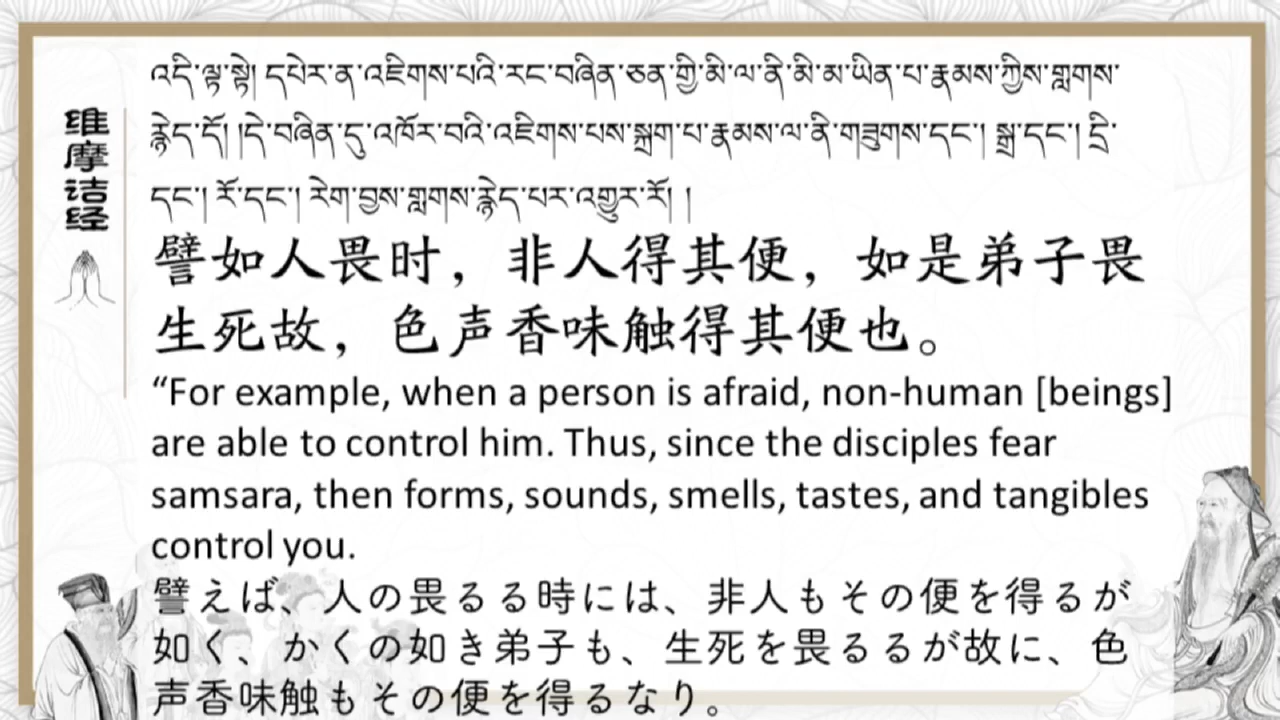 维摩诘经
འདི་ལྟ་སྟེ། དཔེར་ན་འཇིགས་པའི་རང་བཞིན་ཅན་གྱི་མི་ལ་ནི་མི་མ་ཡིན་པ་རྣམས་ཀྱིས་གླགས་
རྙེད་དོ། །དེ་བཞིན་དུ་འཁོར་བའི་འཇིགས་པས་སྐྲག་པ་རྣམས་ལ་ནི་གཟུགས་དང་། སྒྲ་དང་། དྲི་
དང་། རོ་དང་། རེག་བྱས་གླགས་རྙེད་པར་འགྱུར་རོ། །
譬如人畏时，非人得其便，如是弟子畏
生死故，色声香味触得其便也。
“For example, when a person is afraid, non-human [beings]
are able to control him. Thus, since the disciples fear
samsara, then forms, sounds, smells, tastes, and tangibles
control you.
譬えば、人の畏るる時には、非人もその便を得るが
如く、かくの如き弟子も、生死を畏るるが故に、色
声香味触もその便を得るなり。